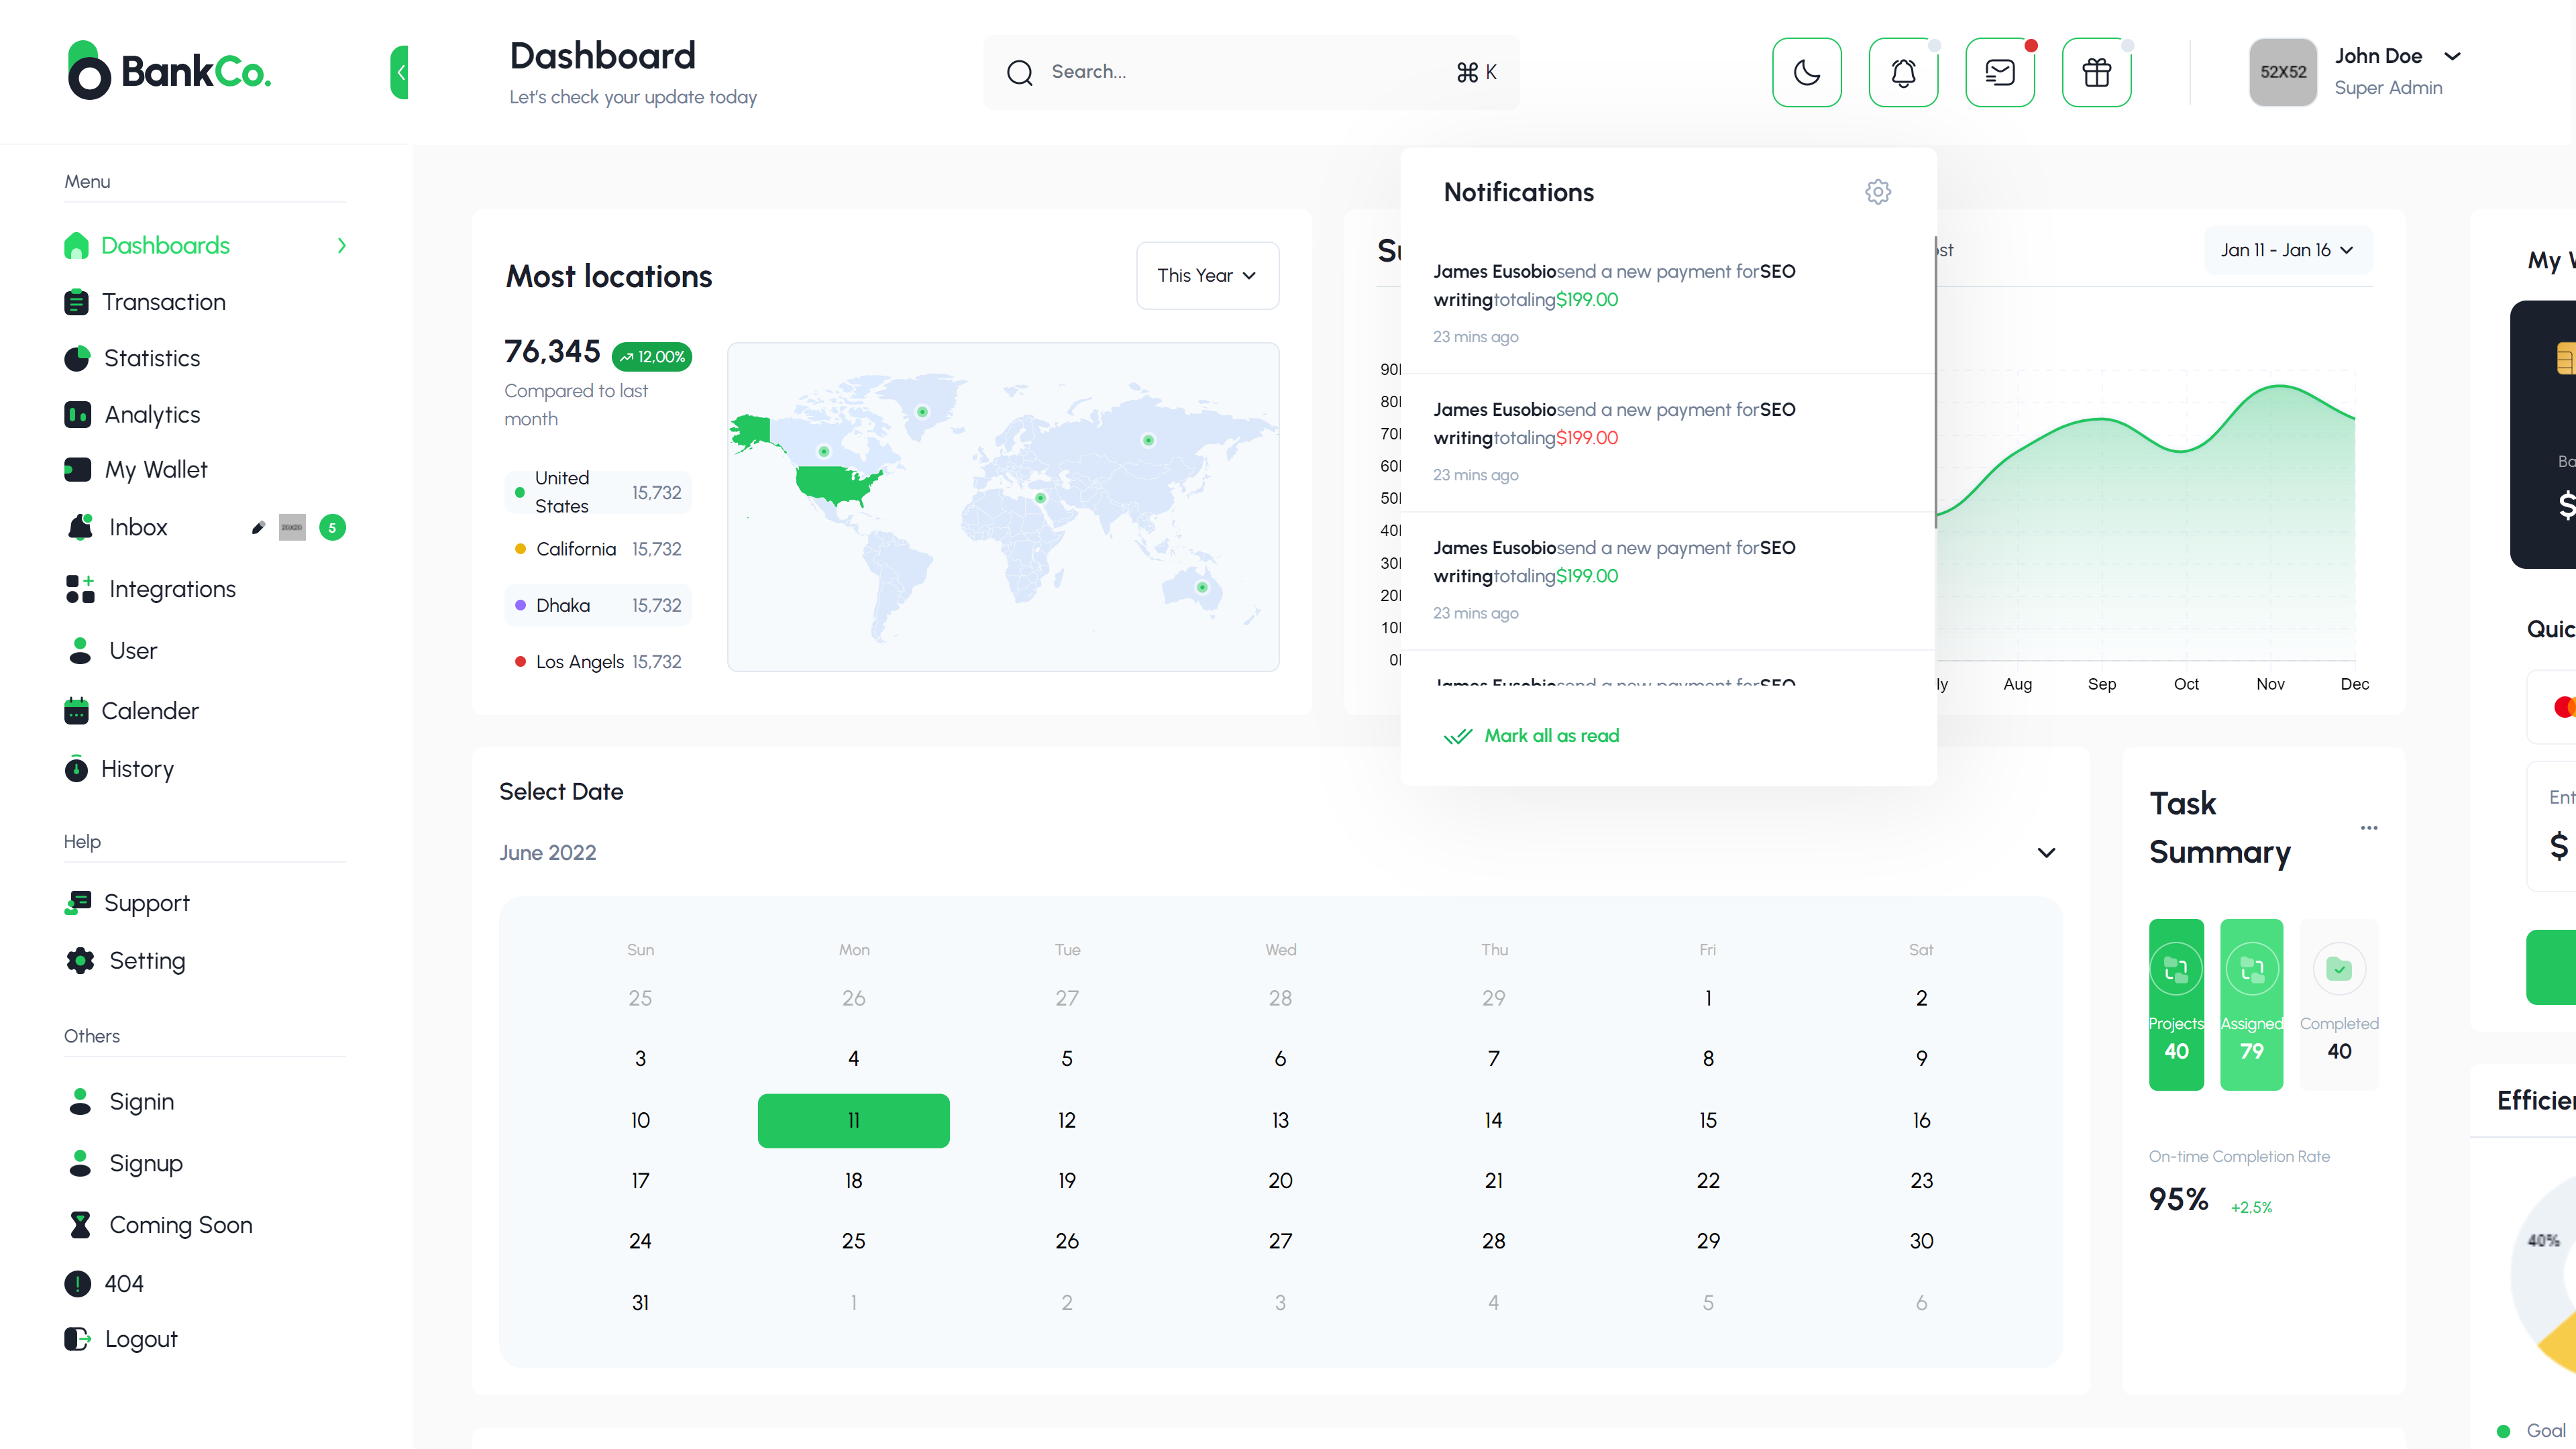 BankCo.
Dashboard
Let's check your update today
Search...
⌘ K
52X52
John Doe
Super Admin
Menu
Dashboards
Transaction
Statistics
Analytics
My Wallet
Inbox
20X20
5
Integrations
User
Calender
History
Help
Support
Setting
Others
Signin
Signup
Coming Soon
404
Logout
Most locations
This Year
76,345
12,00%
Compared to last
month
United
States
15,732
California
15,732
Dhaka
15,732
Los Angels
15,732
Notifications
James Eusobiosend a new payment forSEO
writingtotaling$199.00
23 mins ago
James Eusobiosend a new payment forSEO
writingtotaling$199.00
23 mins ago
James Eusobiosend a new payment forSEO
writingtotaling$199.00
23 mins ago
James Eusobiosend a new payment forSEO
Mark all as read
Jan 11 - Jan 16
90
80
70
60
50
40
30
20
10
0
Aug
Sep
Oct
Nov
Dec
My
$
$
Select Date
June 2022
Sun Mon Tue Wed Thu Fri Sat
25 26 27 28 29 1 2
3 4 5 6 7 8 9
10 11 12 13 14 15 16
17 18 19 20 21 22 23
24 25 26 27 28 29 30
31 1 2 3 4 5 6
Task
Summary
Projects
40
Assigned
79
Completed
40
On-time Completion Rate
95%
+2,5%
40%
Goal